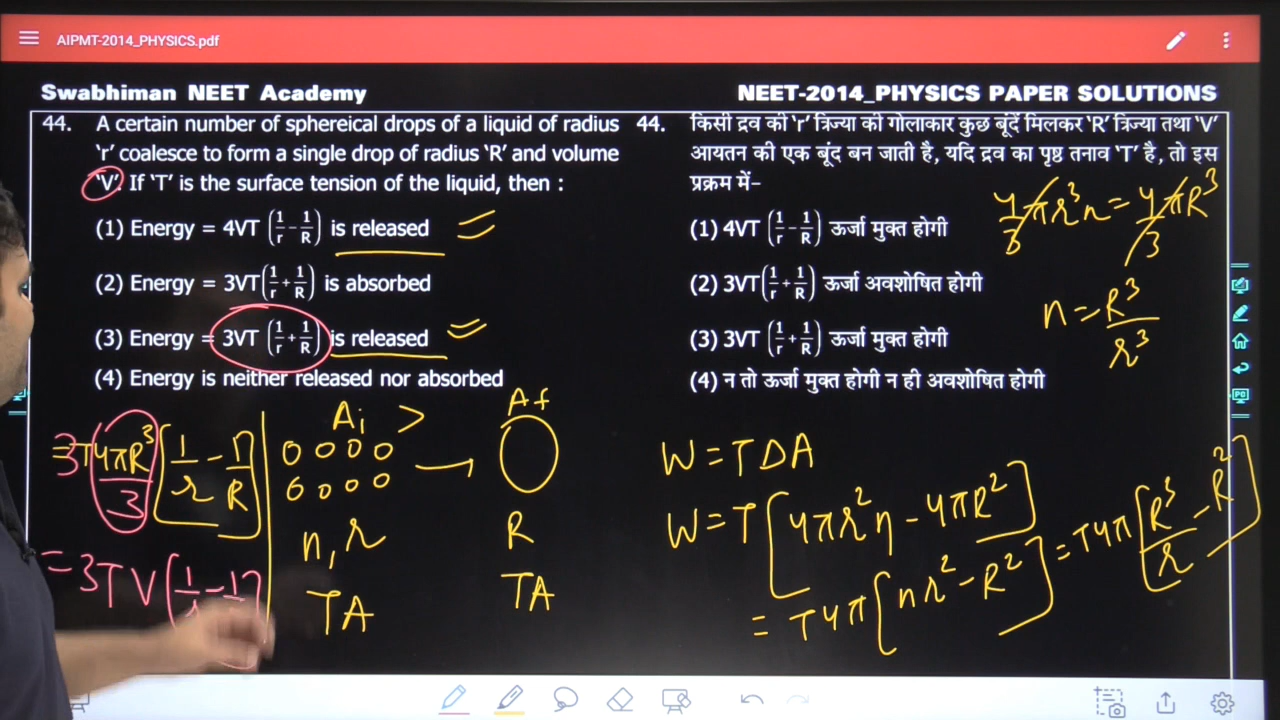 AIPMT-2014_PHYSICS.pdf
Swabhiman NEET Academy
NEET-2014_PHYSICS PAPER SOLUTIONS
44. A certain number of sphereical drops of a liquid of radius
'r' coalesce to form a single drop of radius 'R' and volume
'V'. If 'T' is the surface tension of the liquid, then :
(1) Energy = 4VT (1/r - 1/R) is released
(2) Energy = 3VT (1/r + 1/R) is absorbed
(3) Energy = 3VT (1/r + 1/R) is released
(4) Energy is neither released nor absorbed
44. किसी द्रव की 'r' त्रिज्या की गोलाकार कुछ बूंदें मिलकर 'R' त्रिज्या तथा 'V'
आयतन की एक बूंद बन जाती है, यदि द्रव का पृष्ठ तनाव 'T' है, तो इस
प्रक्रम में-
(1) 4VT (1/r - 1/R) ऊर्जा मुक्त होगी
(2) 3VT (1/r + 1/R) ऊर्जा अवशोषित होगी
(3) 3VT (1/r + 1/R) ऊर्जा मुक्त होगी
(4) न तो ऊर्जा मुक्त होगी न ही अवशोषित होगी
4/3 πr³n = 4/3 πR³
n = R³/r³
= 3T 4πR³/3 [1/r - 1/R]
= 3TV (1/r - 1
Ai > Af
n, r
R
TA
TA
W = TΔA
W = T[4πr²n - 4πR²]
= T4π[nr² - R²] = T4π[R³/r - R²]